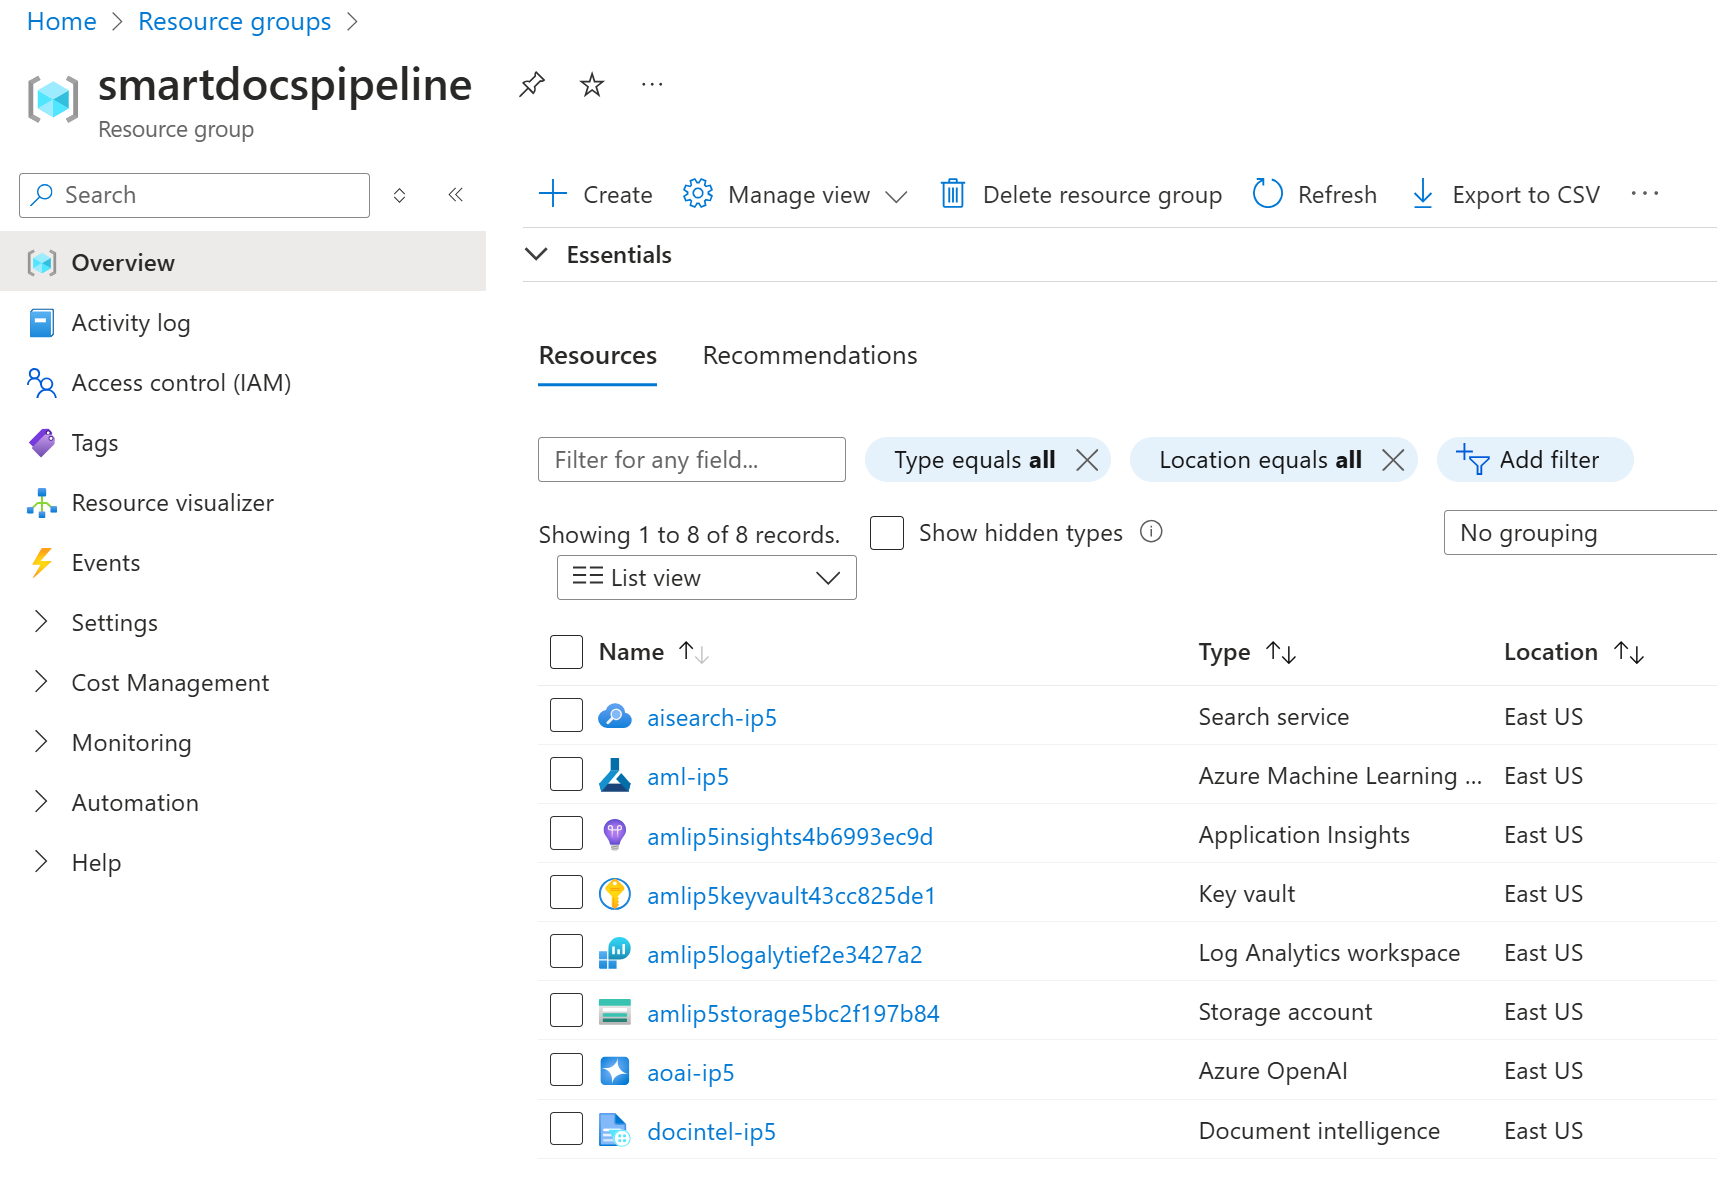 Home > Resource groups >
smartdocspipeline
Resource group
Search
Overview
Activity log
Access control (IAM)
Tags
Resource visualizer
Events
Settings
Cost Management
Monitoring
Automation
Help
Create Manage view Delete resource group Refresh Export to CSV
Essentials
Resources Recommendations
Filter for any field... Type equals all Location equals all Add filter
Showing 1 to 8 of 8 records. Show hidden types No grouping
List view
Name Type Location
aisearch-ip5 Search service East US
aml-ip5 Azure Machine Learning ... East US
amlip5insights4b6993ec9d Application Insights East US
amlip5keyvault43cc825de1 Key vault East US
amlip5logalytief2e3427a2 Log Analytics workspace East US
amlip5storage5bc2f197b84 Storage account East US
aoai-ip5 Azure OpenAI East US
docintel-ip5 Document intelligence East US